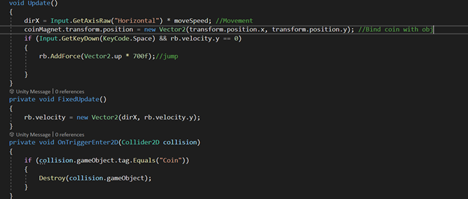 void Update()
{
dirX = Input.GetAxisRaw("Horizontal") * moveSpeed; //Movement
coinMagnet.transform.position = new Vector2(transform.position.x, transform.position.y); //Bind coin with obj
if (Input.GetKeyDown(KeyCode.Space) && rb.velocity.y == 0)
{
rb.AddForce(Vector2.up * 700f);//jump
}
}
Unity Message | 0 references
private void FixedUpdate()
{
rb.velocity = new Vector2(dirX, rb.velocity.y);
}
Unity Message | 0 references
private void OnTriggerEnter2D(Collider2D collision)
{
if (collision.gameObject.tag.Equals("Coin"))
{
Destroy(collision.gameObject);
}
}